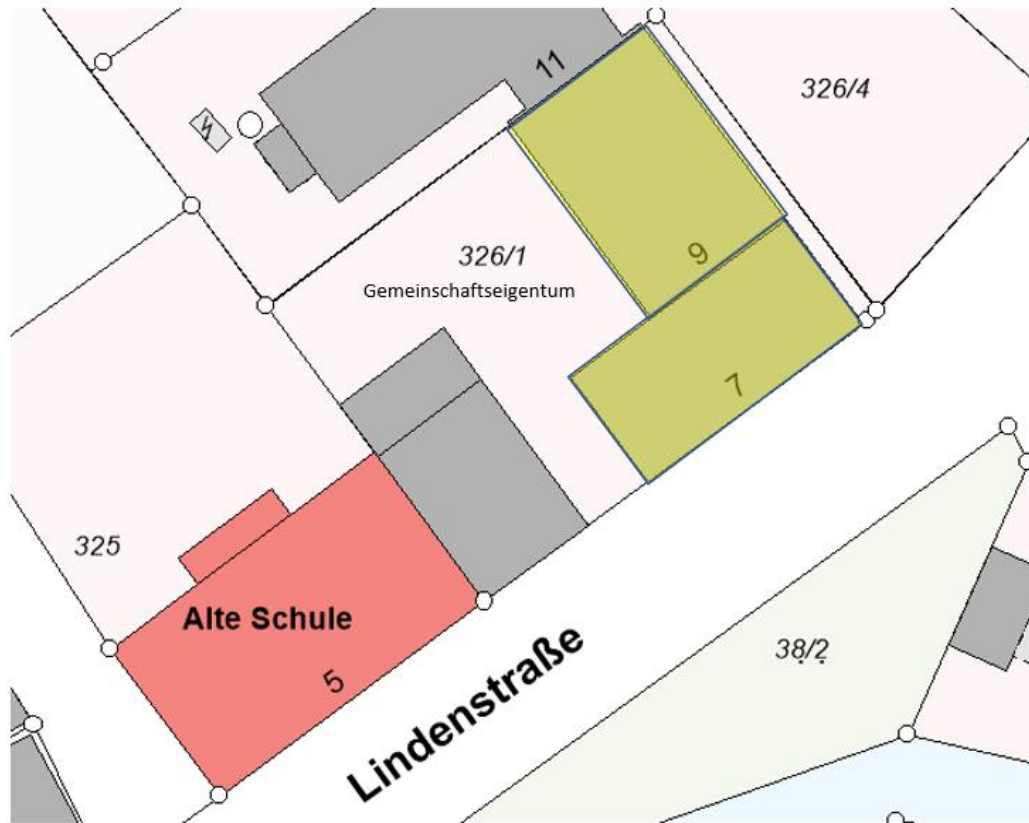 11
326/4
326/1
Gemeinschaftseigentum
9
7
325
Alte Schule
5
Lindenstraße
38/2